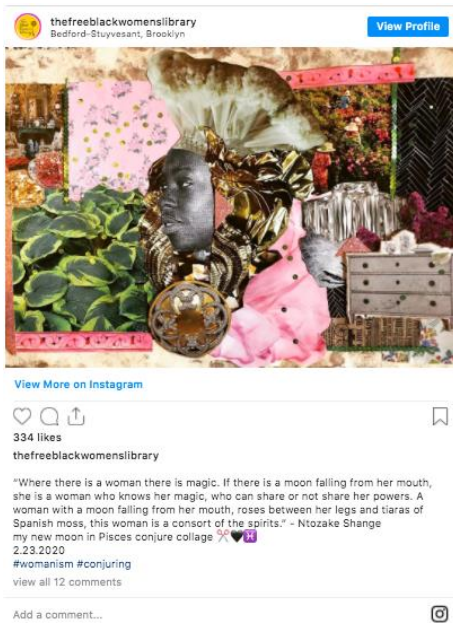 thefreeblackwomenslibrary
Bedford-Stuyvesant, Brooklyn
View Profile
View More on Instagram
334 likes
thefreeblackwomenslibrary
"Where there is a woman there is magic. If there is a moon falling from her mouth,
she is a woman who knows her magic, who can share or not share her powers. A
woman with a moon falling from her mouth, roses between her legs and tiaras of
Spanish moss, this woman is a consort of the spirits." - Ntozake Shange
my new moon in Pisces conjure collage ✂️🖤♓
2.23.2020
#womanism #conjuring
view all 12 comments
Add a comment...